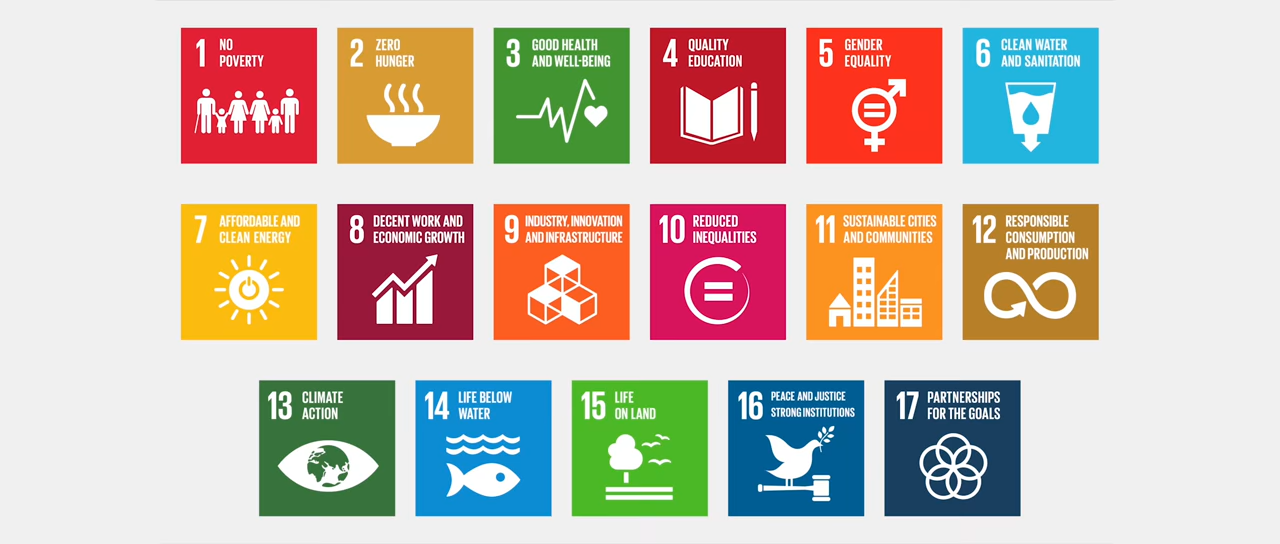 1 NO
POVERTY
2 ZERO
HUNGER
3 GOOD HEALTH
AND WELL-BEING
4 QUALITY
EDUCATION
5 GENDER
EQUALITY
6 CLEAN WATER
AND SANITATION
7 AFFORDABLE AND
CLEAN ENERGY
8 DECENT WORK AND
ECONOMIC GROWTH
9 INDUSTRY, INNOVATION
AND INFRASTRUCTURE
10 REDUCED
INEQUALITIES
11 SUSTAINABLE CITIES
AND COMMUNITIES
12 RESPONSIBLE
CONSUMPTION
AND PRODUCTION
13 CLIMATE
ACTION
14 LIFE BELOW
WATER
15 LIFE
ON LAND
16 PEACE AND JUSTICE
STRONG INSTITUTIONS
17 PARTNERSHIPS
FOR THE GOALS